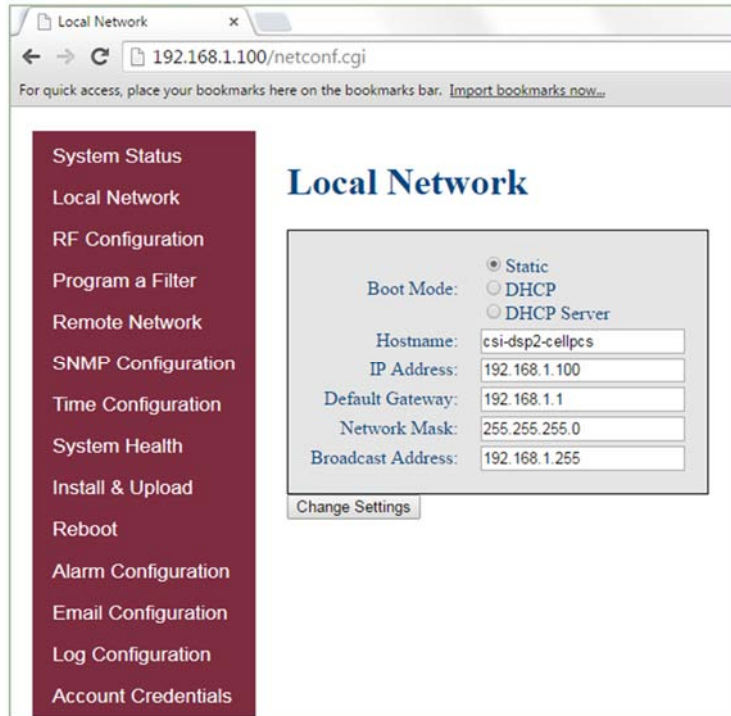 Local Network
192.168.1.100/netconf.cgi
For quick access, place your bookmarks here on the bookmarks bar. Import bookmarks now...
System Status
Local Network
RF Configuration
Program a Filter
Remote Network
SNMP Configuration
Time Configuration
System Health
Install & Upload
Reboot
Alarm Configuration
Email Configuration
Log Configuration
Account Credentials
Local Network
Boot Mode:
Static
DHCP
DHCP Server
Hostname: csi-dsp2-cellpcs
IP Address: 192.168.1.100
Default Gateway: 192.168.1.1
Network Mask: 255.255.255.0
Broadcast Address: 192.168.1.255
Change Settings